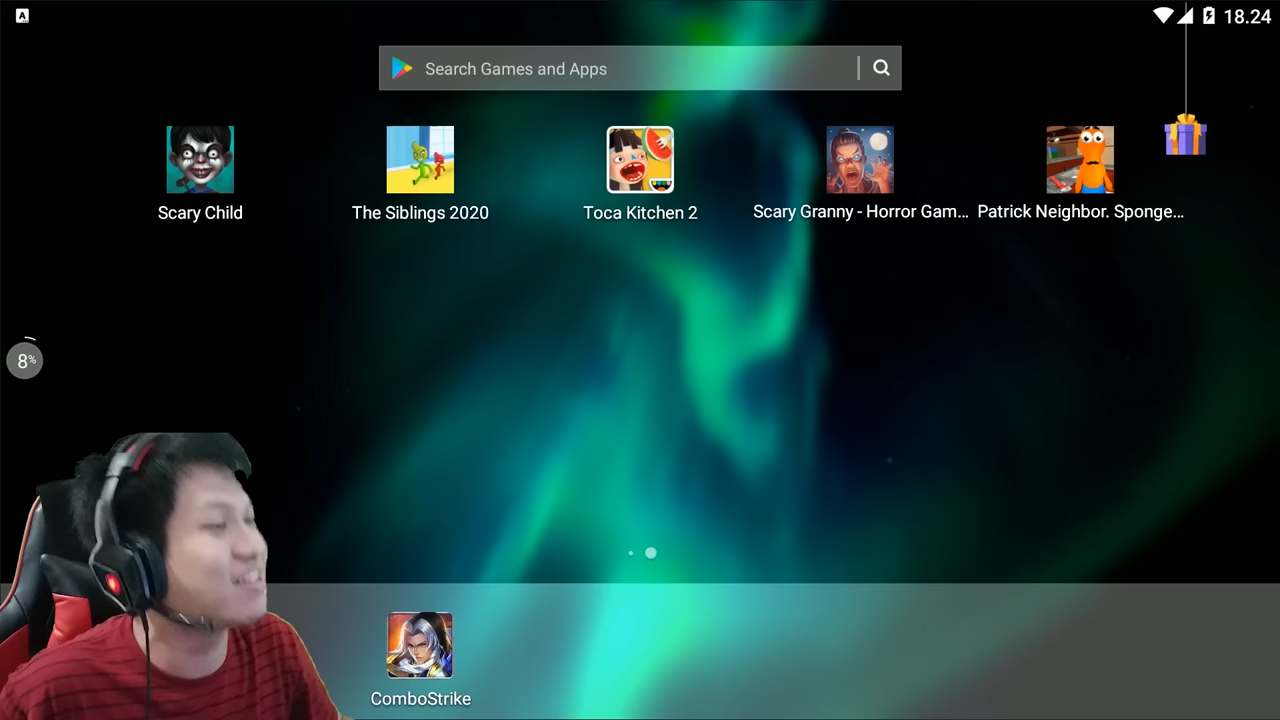 A
18.24
Search Games and Apps
Scary Child
The Siblings 2020
Toca Kitchen 2
Scary Granny - Horror Gam...
Patrick Neighbor. Sponge...
8%
ComboStrike